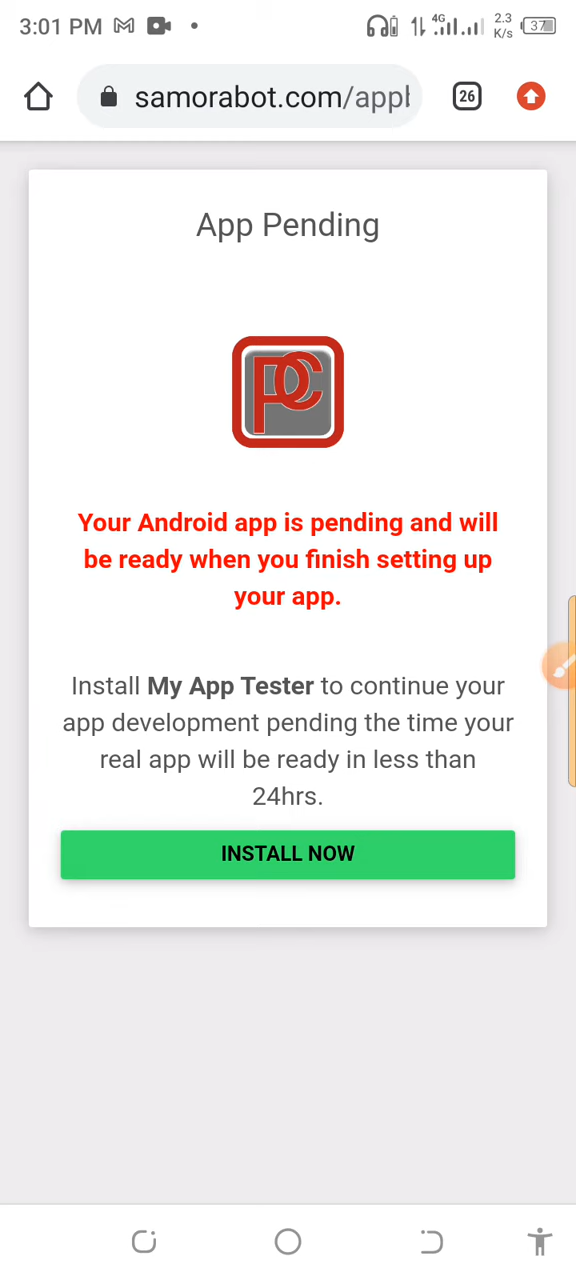 3:01 PM 4G 2.3 K/s 37
samorabot.com/appl 26
App Pending
PC
Your Android app is pending and will
be ready when you finish setting up
your app.
Install My App Tester to continue your
app development pending the time your
real app will be ready in less than
24hrs.
INSTALL NOW